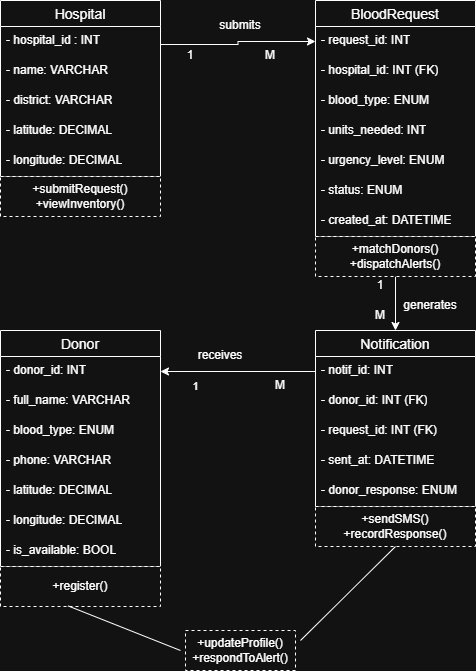 Hospital
- hospital_id : INT
- name: VARCHAR
- district: VARCHAR
- latitude: DECIMAL
- longitude: DECIMAL
+submitRequest()
+viewInventory()
submits
1
M
BloodRequest
- request_id: INT
- hospital_id: INT (FK)
- blood_type: ENUM
- units_needed: INT
- urgency_level: ENUM
- status: ENUM
- created_at: DATETIME
+matchDonors()
+dispatchAlerts()
1
generates
M
Donor
- donor_id: INT
- full_name: VARCHAR
- blood_type: ENUM
- phone: VARCHAR
- latitude: DECIMAL
- longitude: DECIMAL
- is_available: BOOL
+register()
receives
1
M
Notification
- notif_id: INT
- donor_id: INT (FK)
- request_id: INT (FK)
- sent_at: DATETIME
- donor_response: ENUM
+sendSMS()
+recordResponse()
+updateProfile()
+respondToAlert()